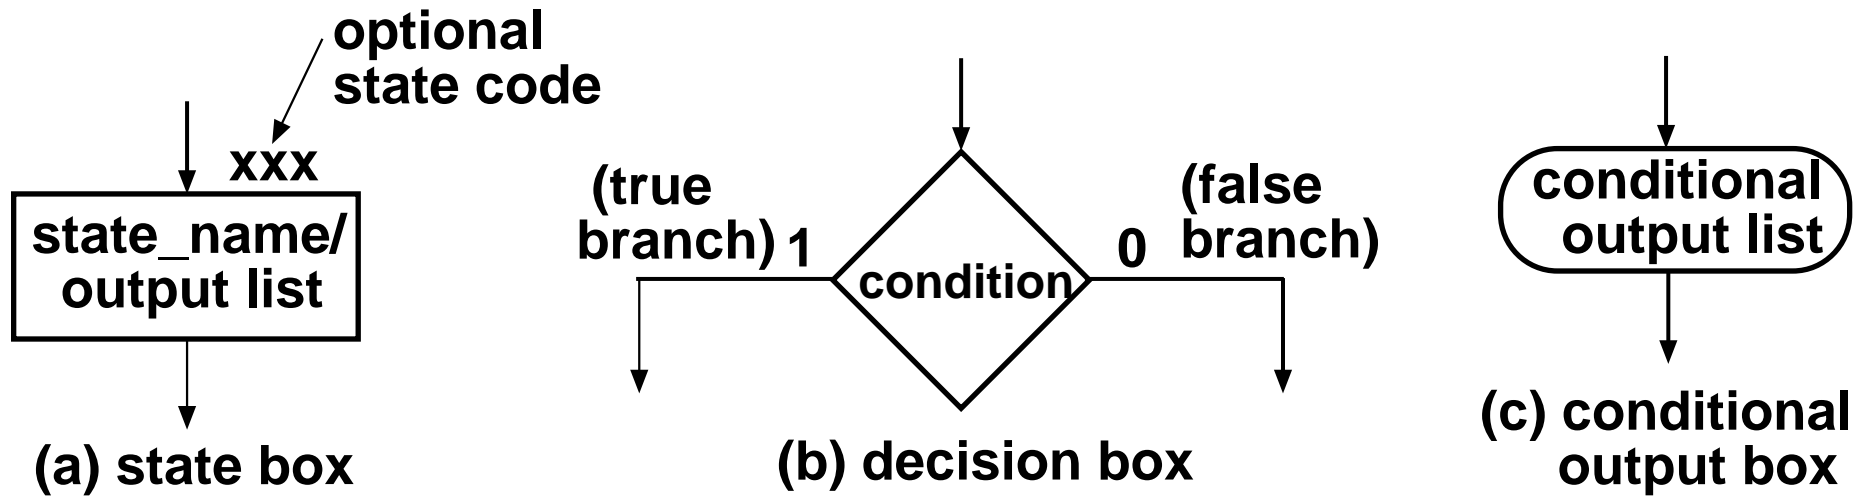 optional
state code
xxx
state_name/
output list
(a) state box
(true
branch) 1
condition
0
(false
branch)
(b) decision box
conditional
output list
(c) conditional
output box